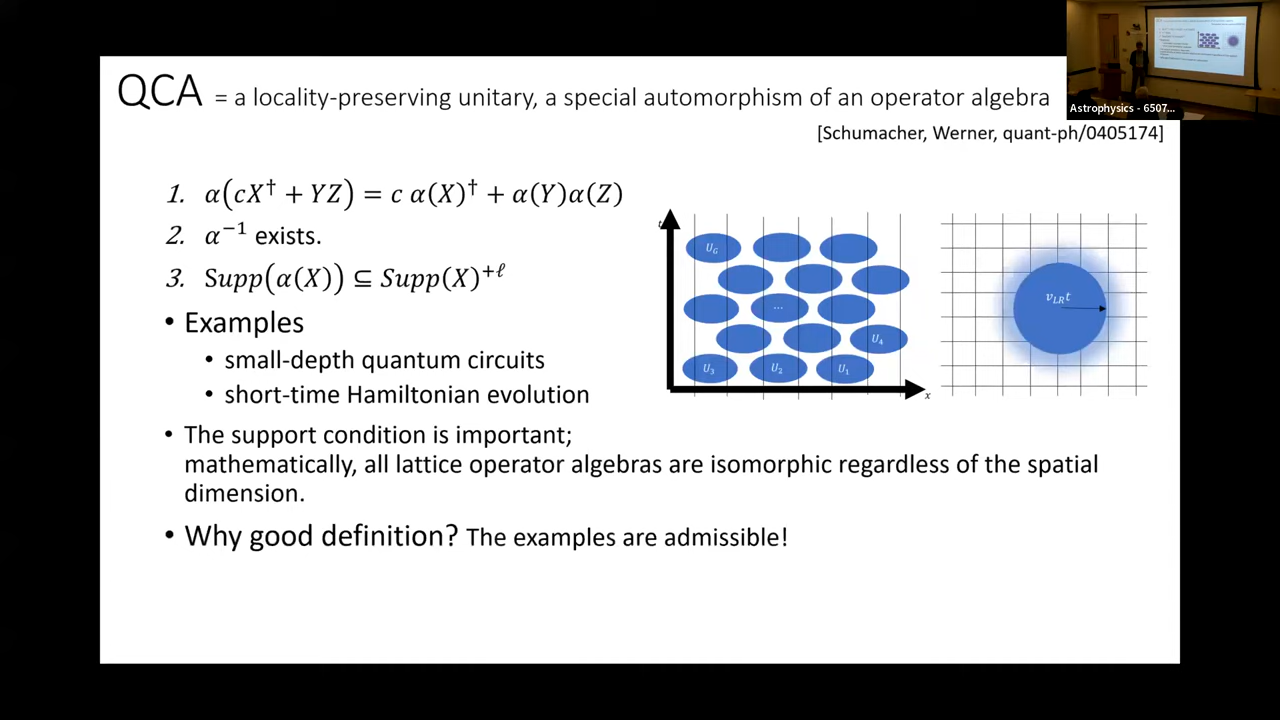 QCA = a locality-preserving unitary, a special automorphism of an operator algebra
[Schumacher, Werner, quant-ph/0405174]
Astrophysics - 6507...
1. α(cX† + YZ) = c α(X)† + α(Y)α(Z)
2. α⁻¹ exists.
3. Supp(α(X)) ⊆ Supp(X)⁺ℓ
• Examples
• small-depth quantum circuits
• short-time Hamiltonian evolution
t
U_G
...
U_4
U_3 U_2 U_1
x
v_LR t
• The support condition is important;
mathematically, all lattice operator algebras are isomorphic regardless of the spatial
dimension.
• Why good definition? The examples are admissible!